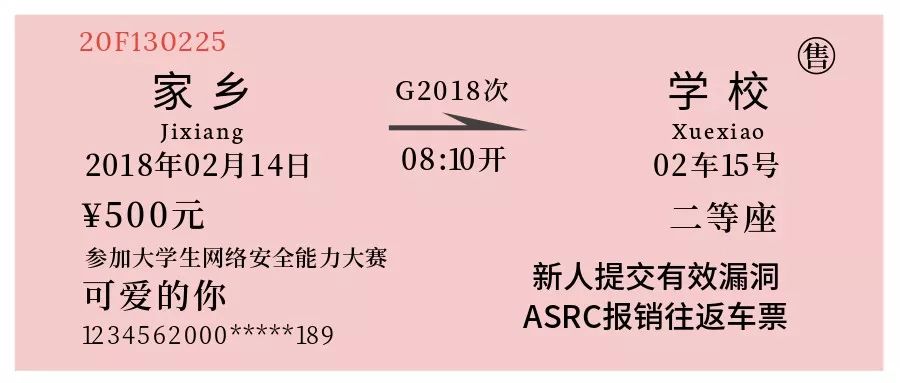 20F130225
售
家乡
G2018次
学校
Jixiang
Xuexiao
2018年02月14日
08:10开
02车15号
¥500元
二等座
参加大学生网络安全能力大赛
可爱的你
新人提交有效漏洞
1234562000*****189
ASRC报销往返车票